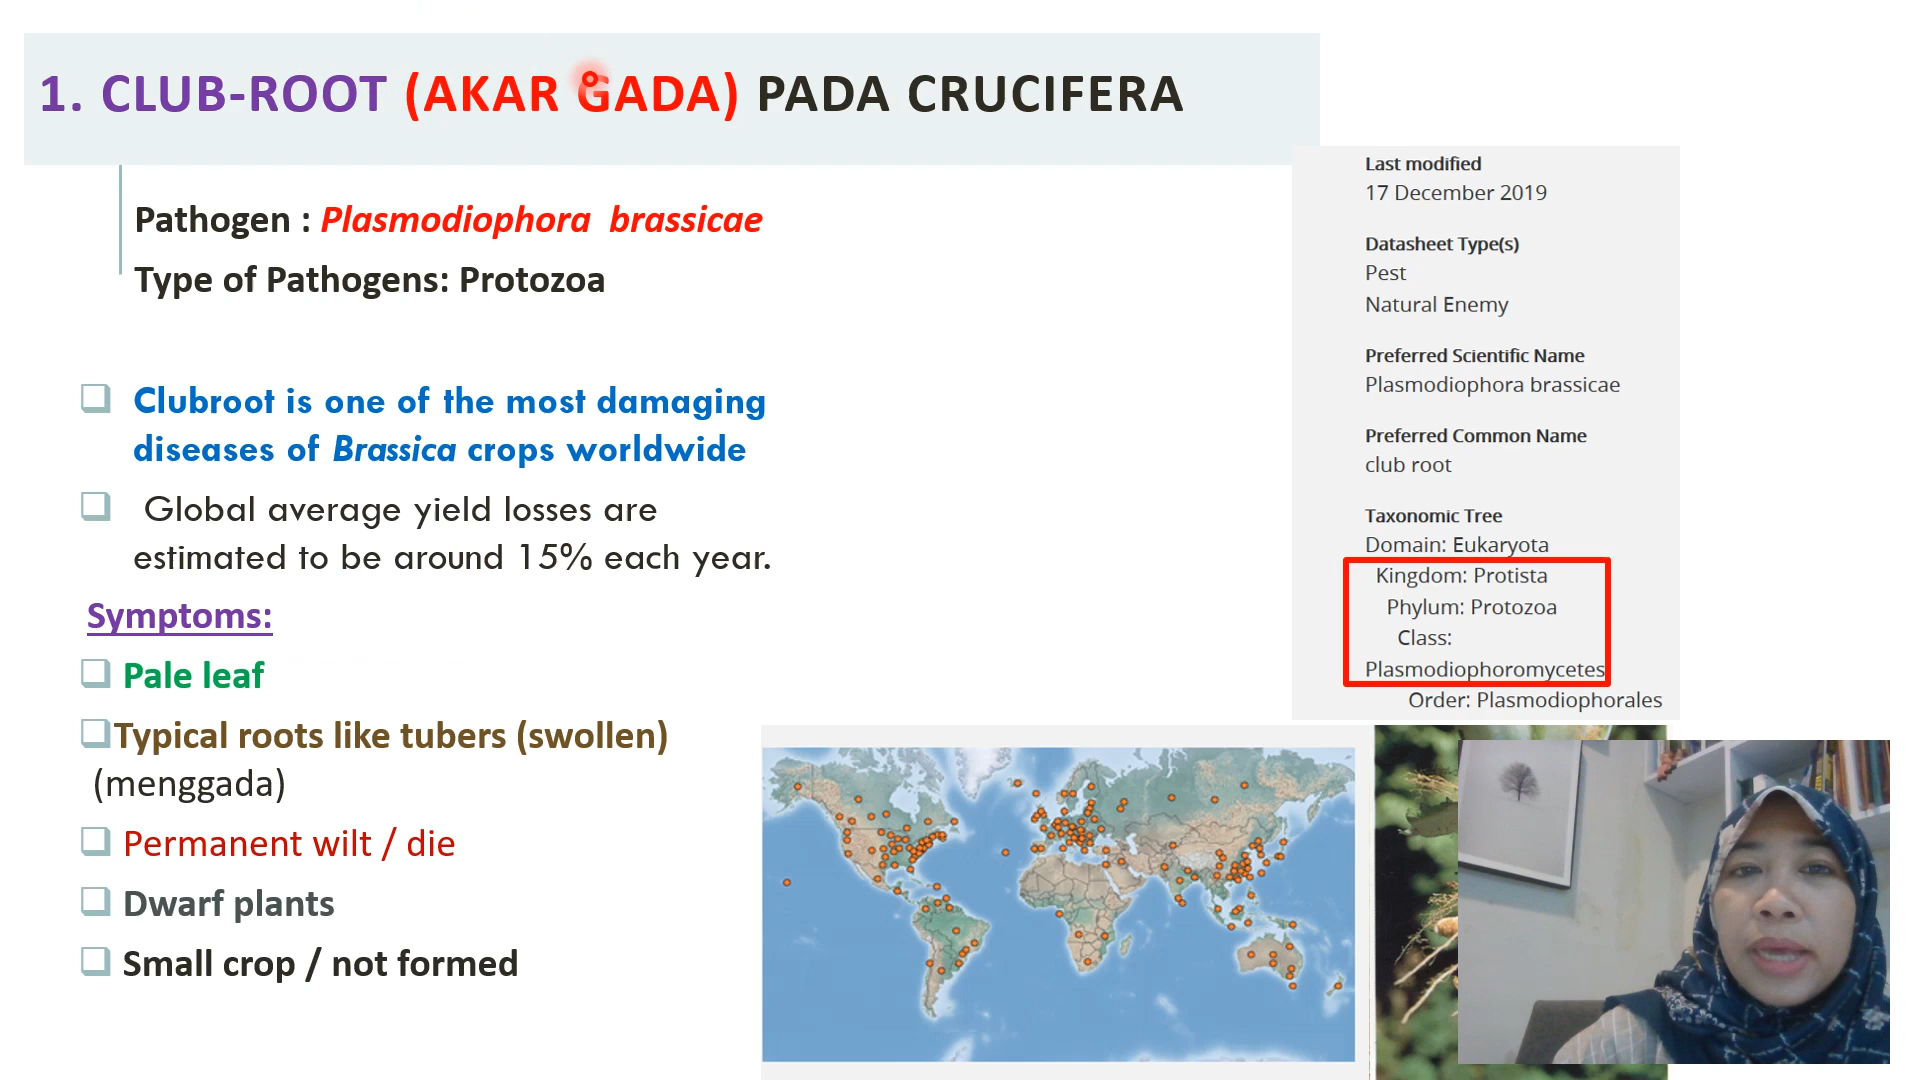 1. CLUB-ROOT (AKAR GADA) PADA CRUCIFERA
Pathogen : Plasmodiophora brassicae
Type of Pathogens: Protozoa
Clubroot is one of the most damaging
diseases of Brassica crops worldwide
Global average yield losses are
estimated to be around 15% each year.
Symptoms:
Pale leaf
Typical roots like tubers (swollen)
(menggada)
Permanent wilt / die
Dwarf plants
Small crop / not formed
Last modified
17 December 2019
Datasheet Type(s)
Pest
Natural Enemy
Preferred Scientific Name
Plasmodiophora brassicae
Preferred Common Name
club root
Taxonomic Tree
Domain: Eukaryota
Kingdom: Protista
Phylum: Protozoa
Class:
Plasmodiophoromycetes
Order: Plasmodiophorales